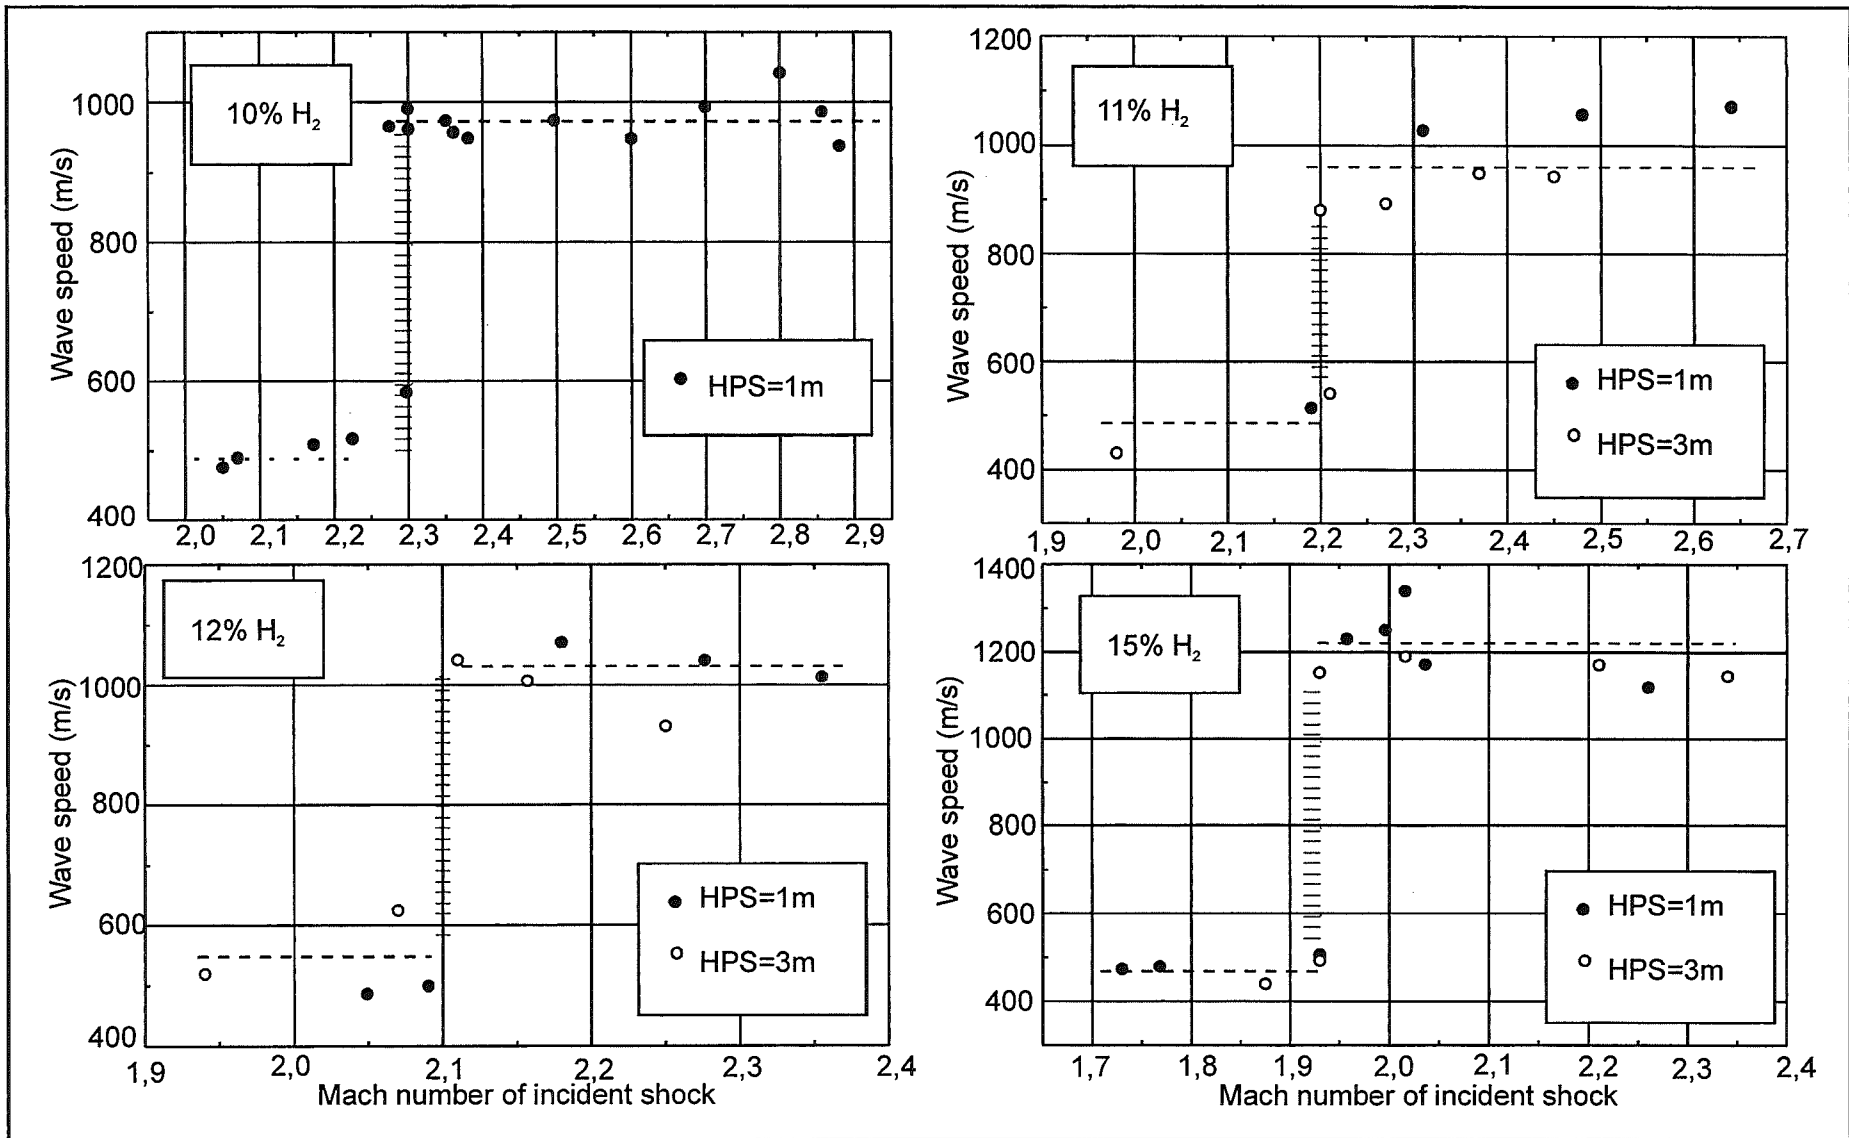 10% H₂
Wave speed (m/s)
1000
800
600
400
2,0 2,1 2,2 2,3 2,4 2,5 2,6 2,7 2,8 2,9
HPS=1m
11% H₂
Wave speed (m/s)
1200
1000
800
600
400
1,9 2,0 2,1 2,2 2,3 2,4 2,5 2,6 2,7
HPS=1m
HPS=3m
12% H₂
Wave speed (m/s)
1200
1000
800
600
400
1,9 2,0 2,1 2,2 2,3 2,4
Mach number of incident shock
HPS=1m
HPS=3m
15% H₂
Wave speed (m/s)
1400
1200
1000
800
600
400
1,7 1,8 1,9 2,0 2,1 2,2 2,3 2,4
Mach number of incident shock
HPS=1m
HPS=3m